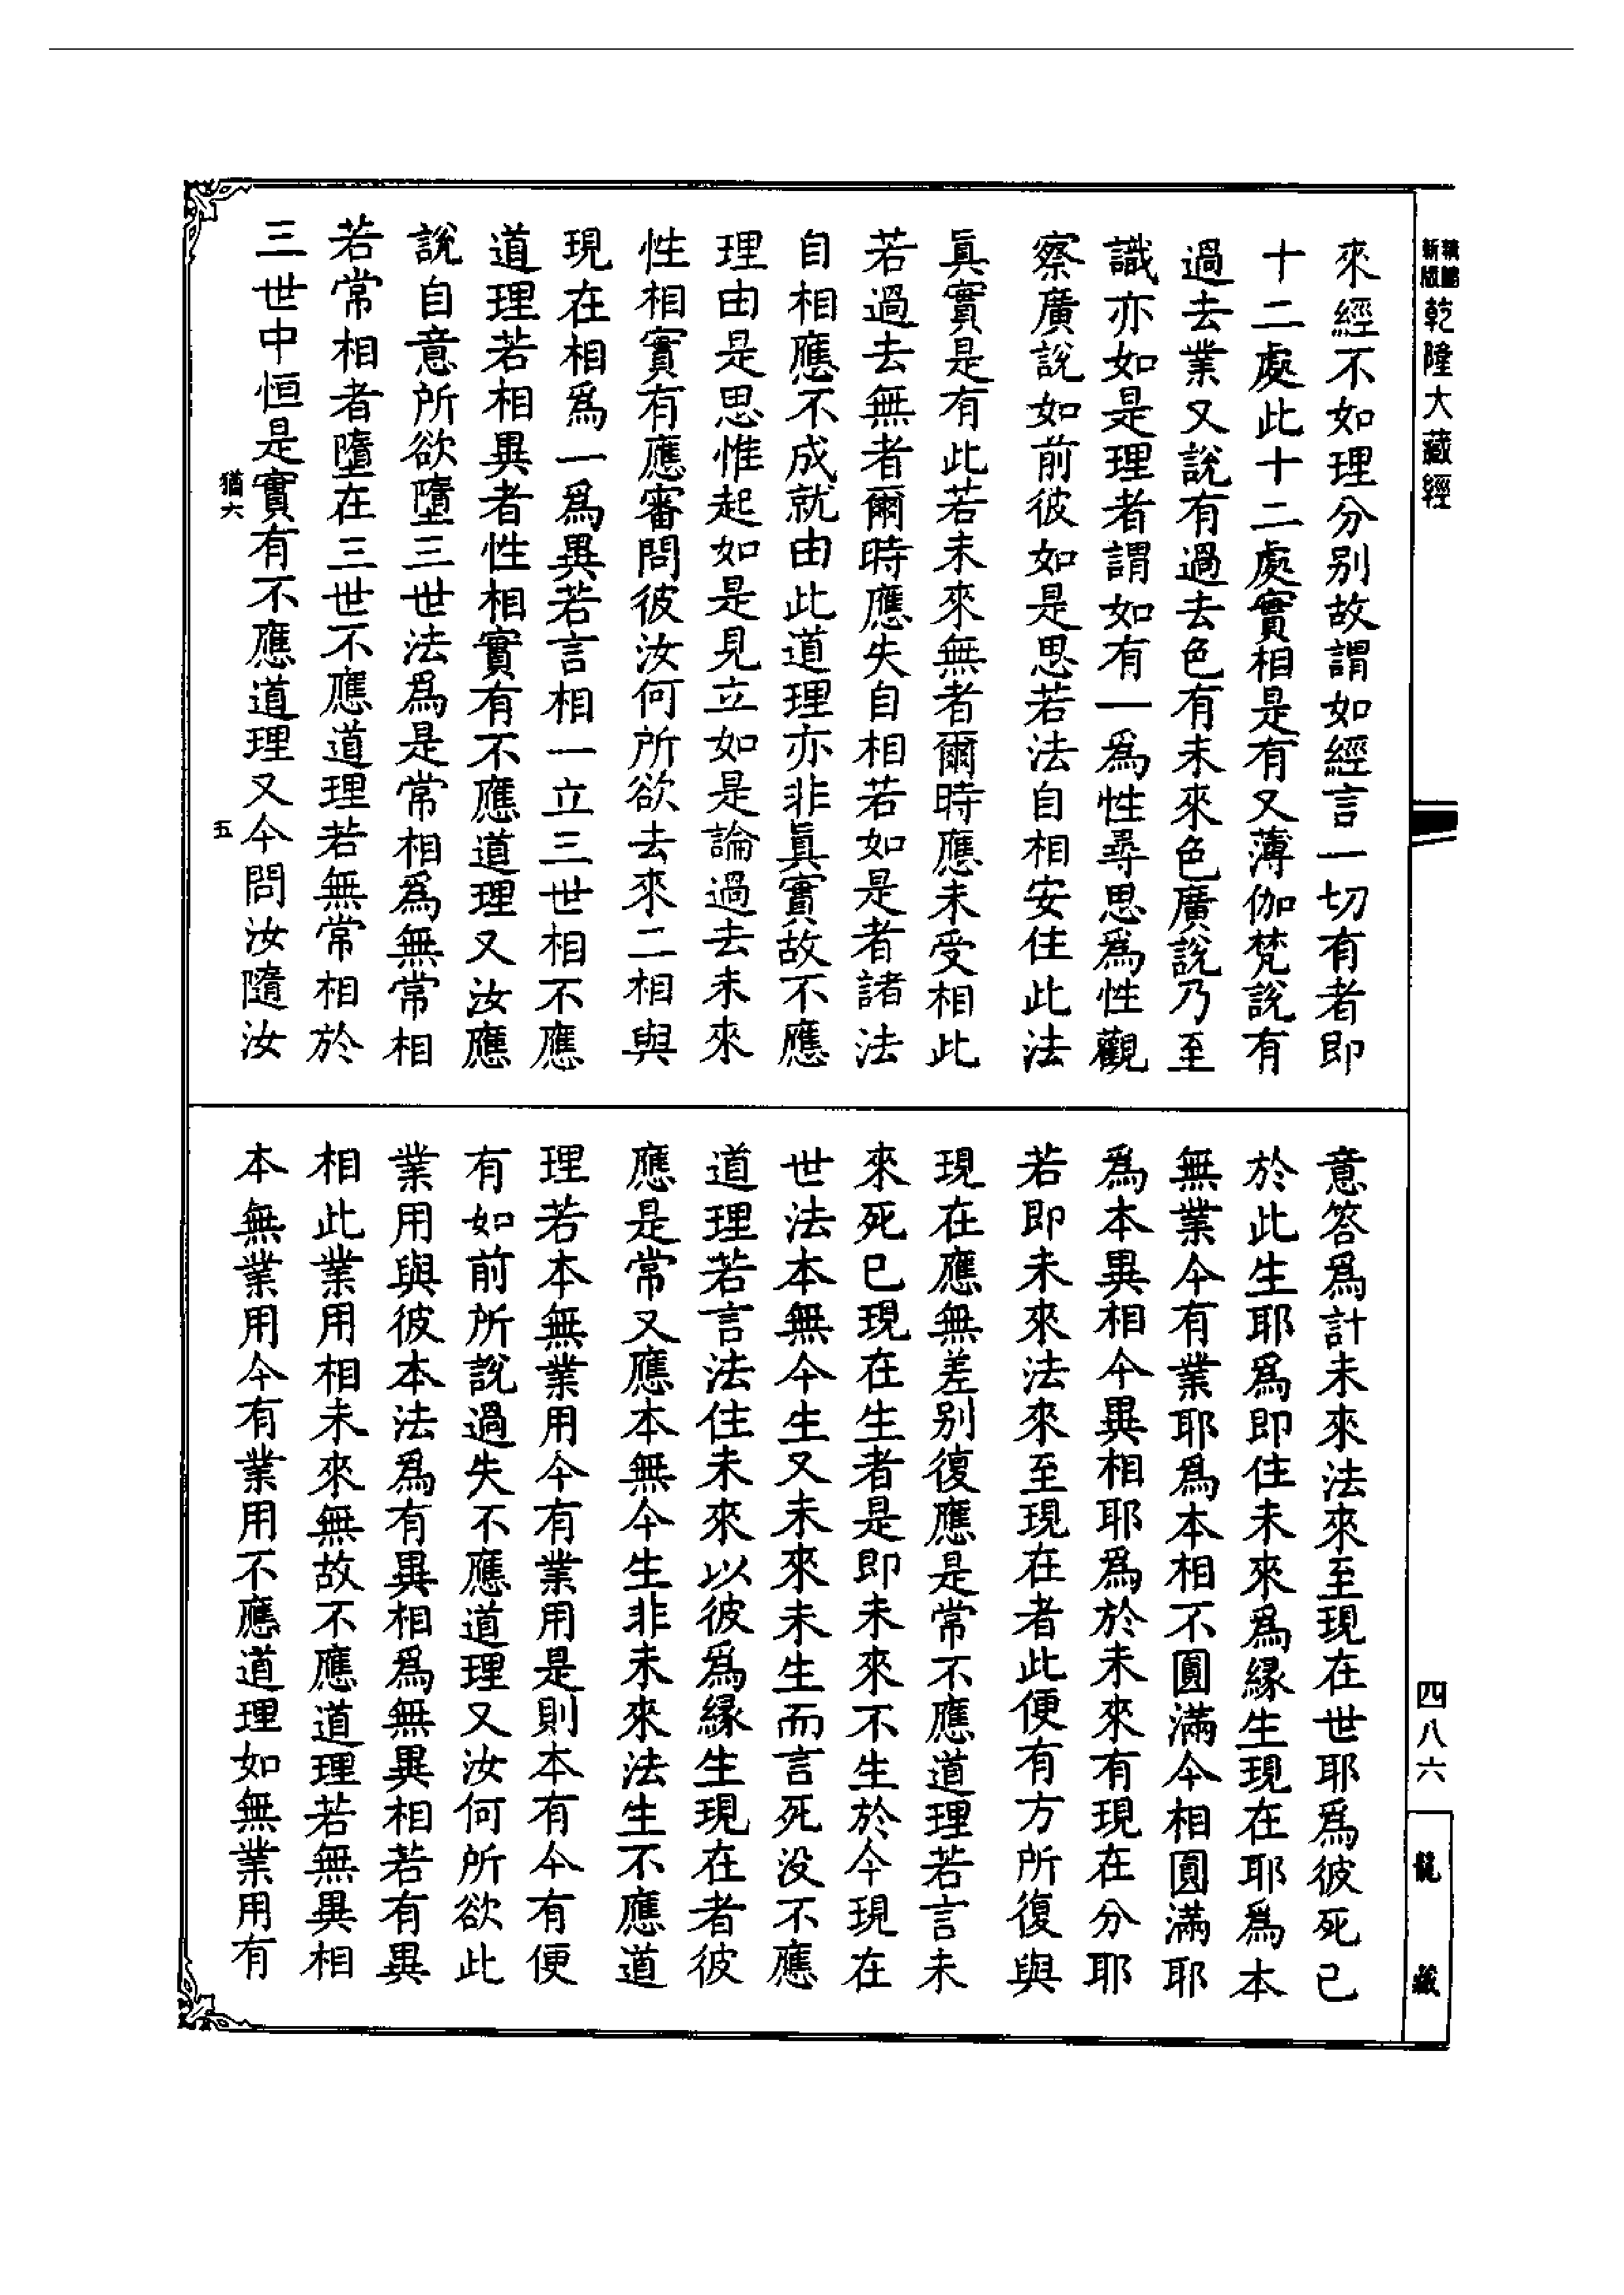 新版
精縮
乾隆大藏經
四八六
龍藏
來經不如理分別故謂如經言一切有者即
十二處此十二處實相是有又薄伽梵說有
過去業又說有過去色有未來色廣說乃至
識亦如是理者謂如有一爲性尋思爲性觀
察廣說如前彼如是思若法自相安住此法
眞實是有此若未來無者爾時應未受相此
若過去無者爾時應失自相若如是者諸法
自相應不成就由此道理亦非眞實故不應
理由是思惟起如是見立如是論過去未來
性相實有應審問彼汝何所欲去來二相與
現在相爲一爲異若言相一立三世相不應
道理若相異者性相實有不應道理又汝應
說自意所欲墮三世法爲是常相爲無常相
若常相者墮在三世不應道理若無常相於
三世中恒是實有不應道理又今問汝隨汝
猶六
五
意答爲計未來法來至現在世耶爲彼死已
於此生耶爲即住未來爲縁生現在耶爲本
無業今有業耶爲本相不圓滿今相圓滿耶
爲本異相今異相耶爲於未來有現在分耶
若即未來法來至現在者此便有方所復與
現在應無差別復應是常不應道理若言未
來死已現在生者是即未來不生於今現在
世法本無今生又未來未生而言死没不應
道理若言法住未來以彼爲縁生現在者彼
應是常又應本無今生非未來法生不應道
理若本無業用今有業用是則本有今有便
有如前所說過失不應道理又汝何所欲此
業用與彼本法爲有異相爲無異相若有異
相此業用相未來無故不應道理若無異相
本無業用今有業用不應道理如無業用有